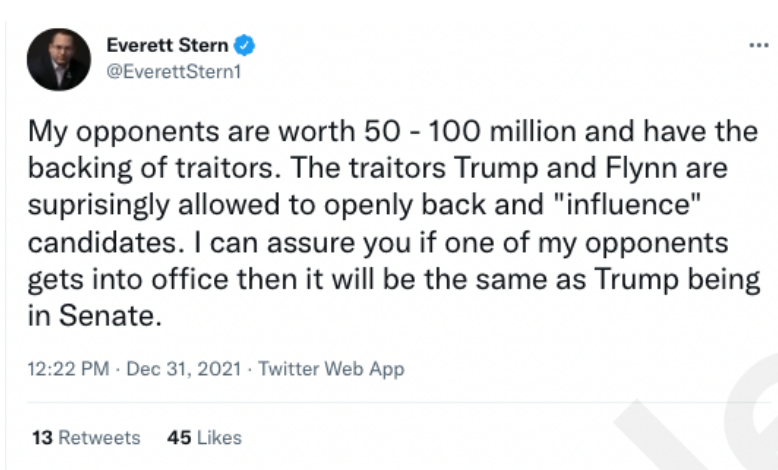 Everett Stern
@EverettStern1
My opponents are worth 50 - 100 million and have the
backing of traitors. The traitors Trump and Flynn are
suprisingly allowed to openly back and "influence"
candidates. I can assure you if one of my opponents
gets into office then it will be the same as Trump being
in Senate.
12:22 PM · Dec 31, 2021 · Twitter Web App
13 Retweets 45 Likes